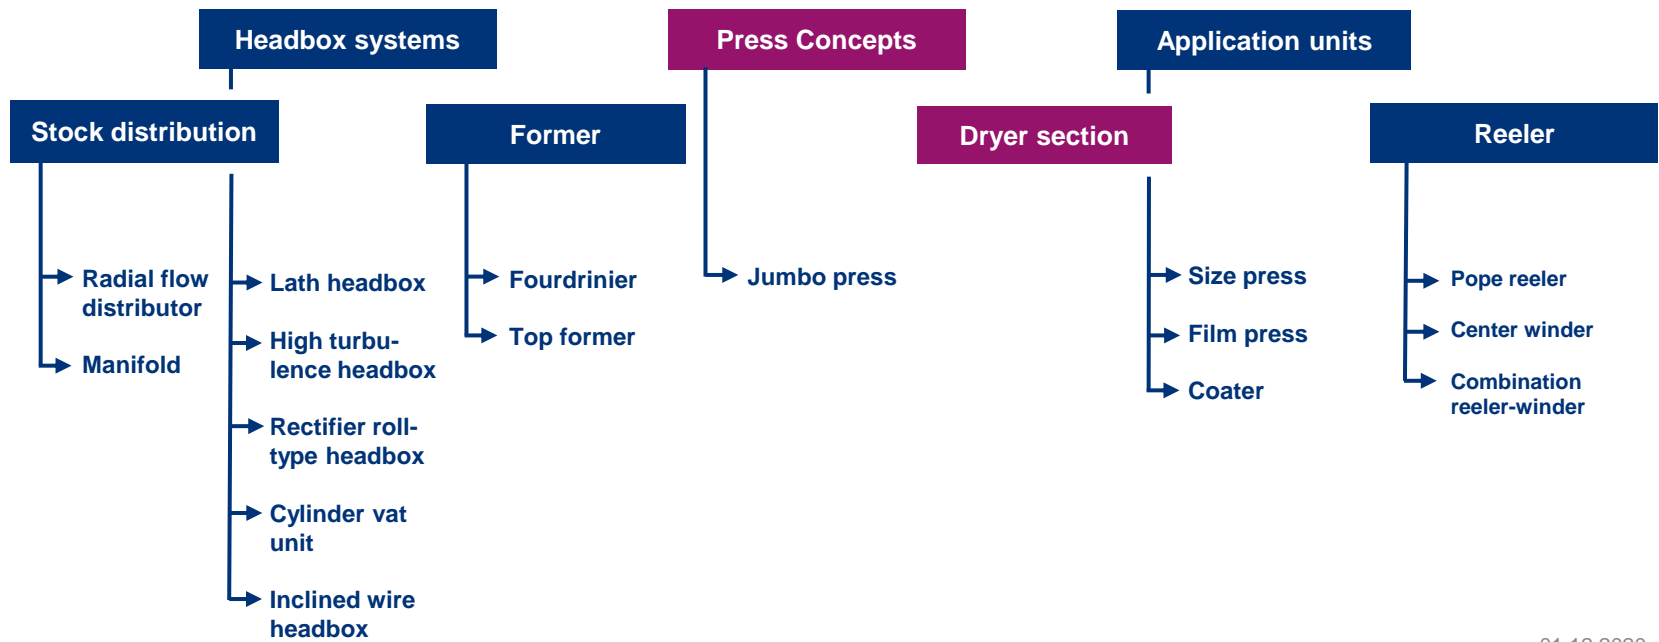 Headbox systems
Press Concepts
Application units
Stock distribution
Former
Dryer section
Reeler
Radial flow
distributor
Manifold
Lath headbox
High turbu-
lence headbox
Rectifier roll-
type headbox
Cylinder vat
unit
Inclined wire
headbox
Fourdrinier
Top former
Jumbo press
Size press
Film press
Coater
Pope reeler
Center winder
Combination
reeler-winder